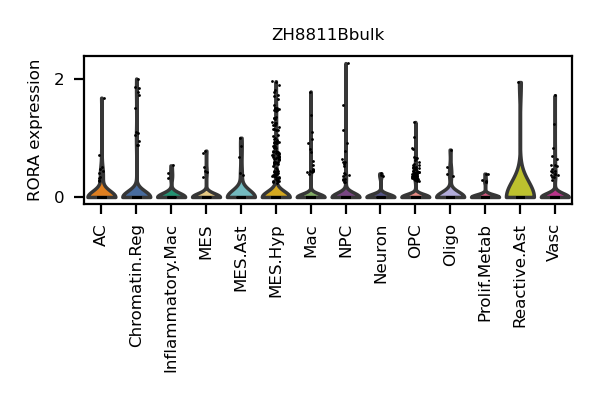 ZH8811Bbulk
RORA expression
2
0
AC
Chromatin.Reg
Inflammatory.Mac
MES
MES.Ast
MES.Hyp
Mac
NPC
Neuron
OPC
Oligo
Prolif.Metab
Reactive.Ast
Vasc